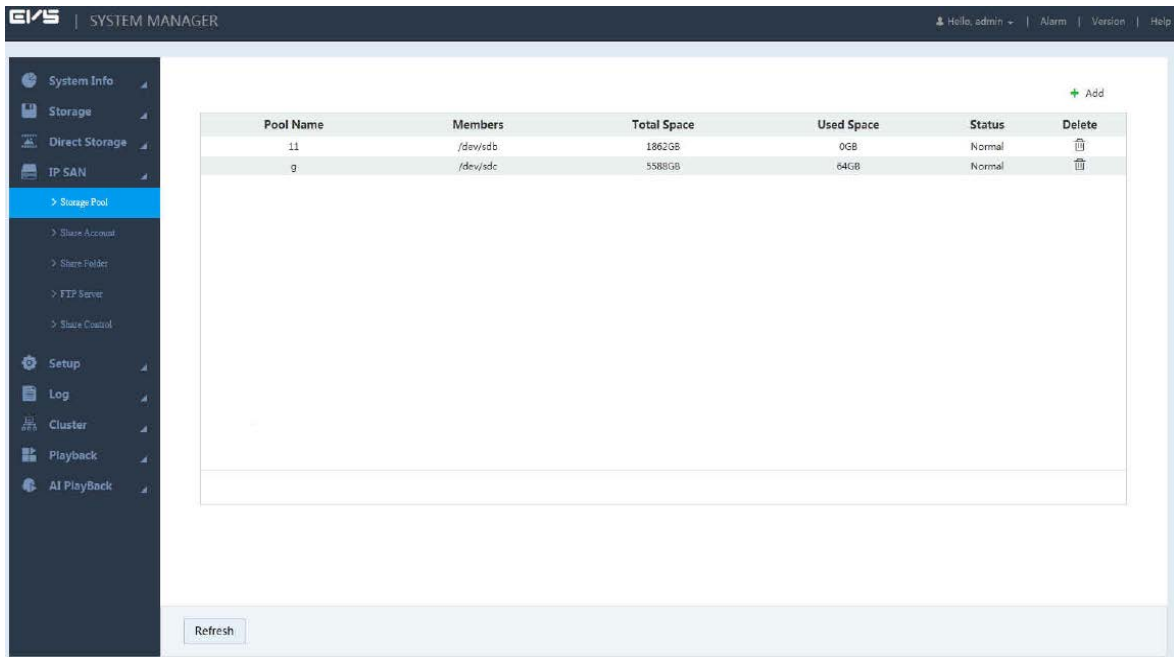 EVS | SYSTEM MANAGER
Hello, admin | Alarm | Version | Help
System Info
Storage
Direct Storage
IP SAN
> Storage Pool
> Share Account
> Share Folder
> FTP Server
> Share Control
Setup
Log
Cluster
Playback
AI PlayBack
+ Add
Pool Name Members Total Space Used Space Status Delete
11 /dev/sdb 1862GB 0GB Normal
g /dev/sdc 5588GB 64GB Normal
Refresh